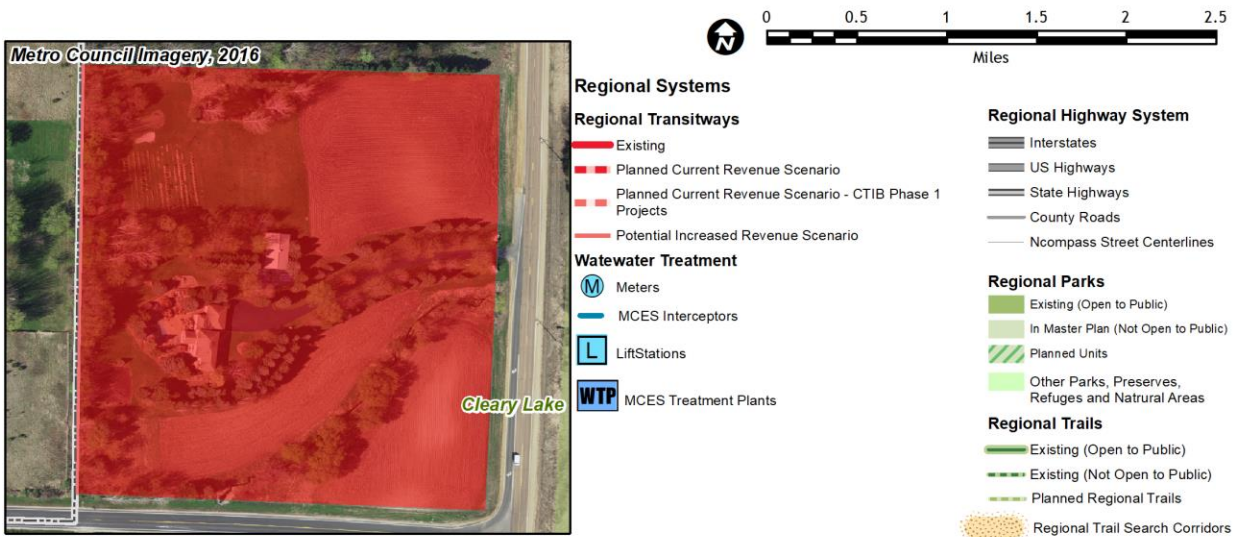 Metro Council Imagery, 2016
Cleary Lake
N
0 0.5 1 1.5 2 2.5
Miles
Regional Systems
Regional Transitways
Existing
Planned Current Revenue Scenario
Planned Current Revenue Scenario - CTIB Phase 1
Projects
Potential Increased Revenue Scenario
Watewater Treatment
M Meters
MCES Interceptors
L LiftStations
WTP MCES Treatment Plants
Regional Highway System
Interstates
US Highways
State Highways
County Roads
Ncompass Street Centerlines
Regional Parks
Existing (Open to Public)
In Master Plan (Not Open to Public)
Planned Units
Other Parks, Preserves,
Refuges and Natrural Areas
Regional Trails
Existing (Open to Public)
Existing (Not Open to Public)
Planned Regional Trails
Regional Trail Search Corridors